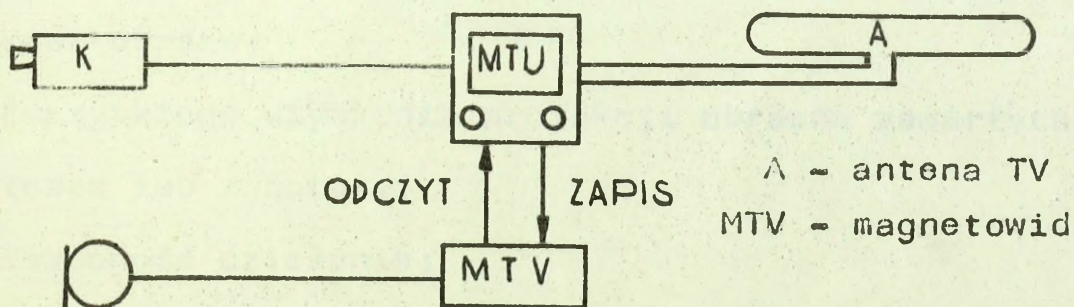 K
MTU
A
A - antena TV
ODCZYT
ZAPIS
MTV - magnetowid
MTV